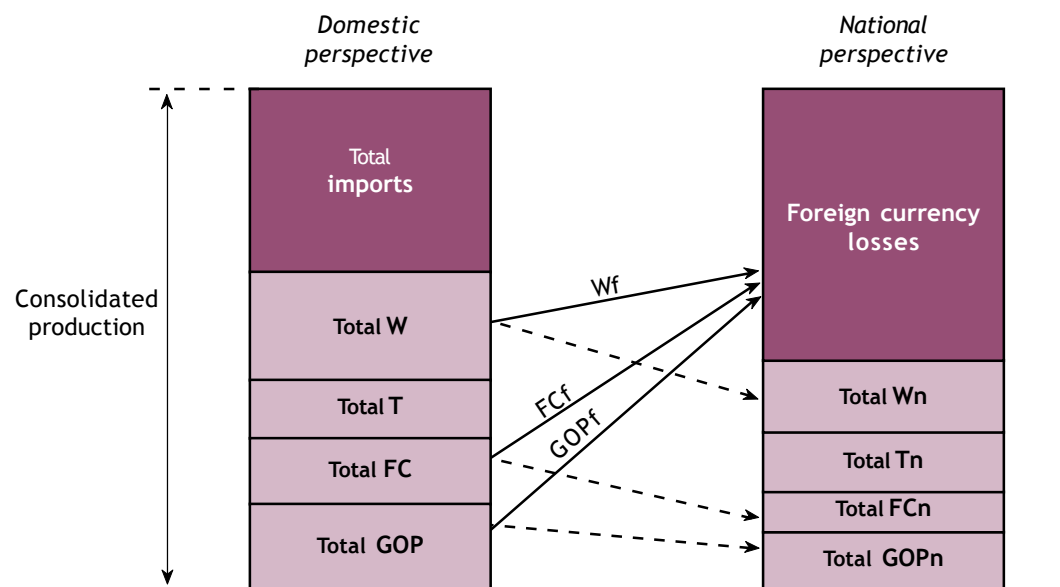 Domestic
perspective
National
perspective
Total
imports
Foreign currency
losses
Wf
Consolidated
production
Total W
FCf
Total Wn
Total T
GOPf
Total Tn
Total FC
Total FCn
Total GOP
Total GOPn